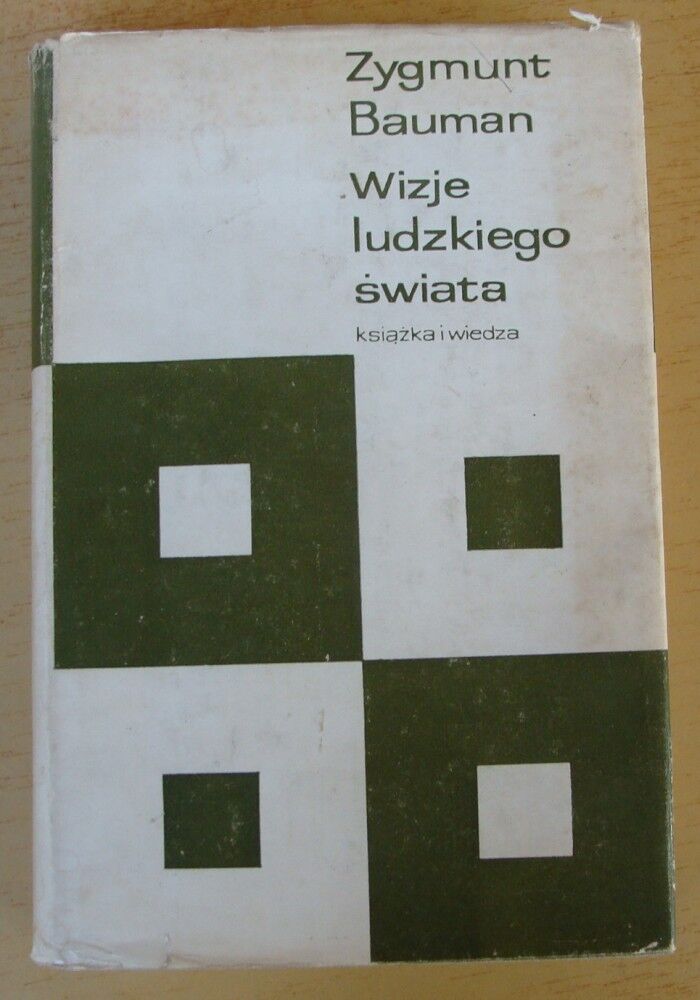 Zygmunt
Bauman
Wizje
ludzkiego
świata
książka i wiedza